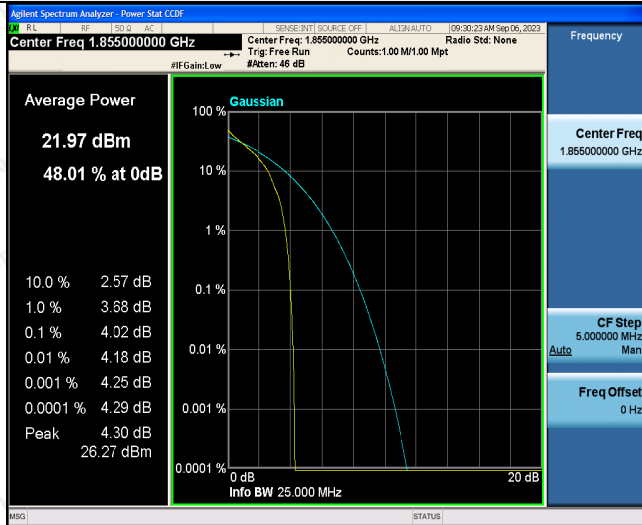 Agilent Spectrum Analyzer - Power Stat CCDF
RL RF 50 Ω AC SENSE:INT SOURCE OFF ALIGN AUTO 09:30:23 AM Sep 06, 2023
Center Freq 1.855000000 GHz
Center Freq: 1.855000000 GHz Radio Std: None
Trig: Free Run Counts:1.00 M/1.00 Mpt
#IFGain:Low #Atten: 46 dB
Frequency
Average Power
21.97 dBm
48.01 % at 0dB
10.0 % 2.57 dB
1.0 % 3.68 dB
0.1 % 4.02 dB
0.01 % 4.18 dB
0.001 % 4.25 dB
0.0001 % 4.29 dB
Peak 4.30 dB
26.27 dBm
Gaussian
100 %
10 %
1 %
0.1 %
0.01 %
0.001 %
0.0001 %
0 dB 20 dB
Info BW 25.000 MHz
Center Freq
1.855000000 GHz
CF Step
5.000000 MHz
Auto Man
Freq Offset
0 Hz
MSG STATUS